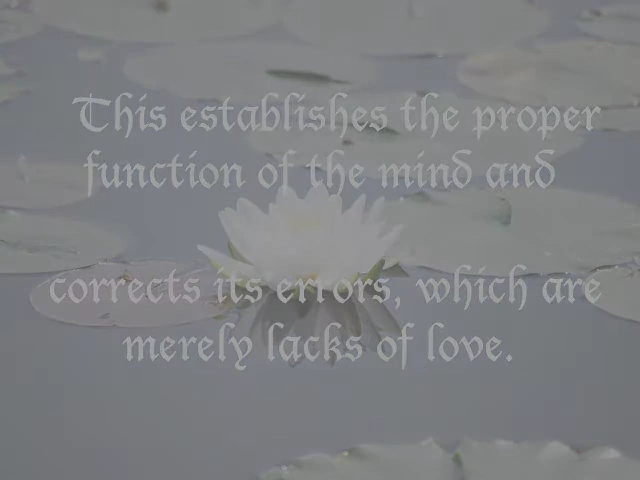 This establishes the proper
function of the mind and
corrects its errors, which are
merely lacks of love.